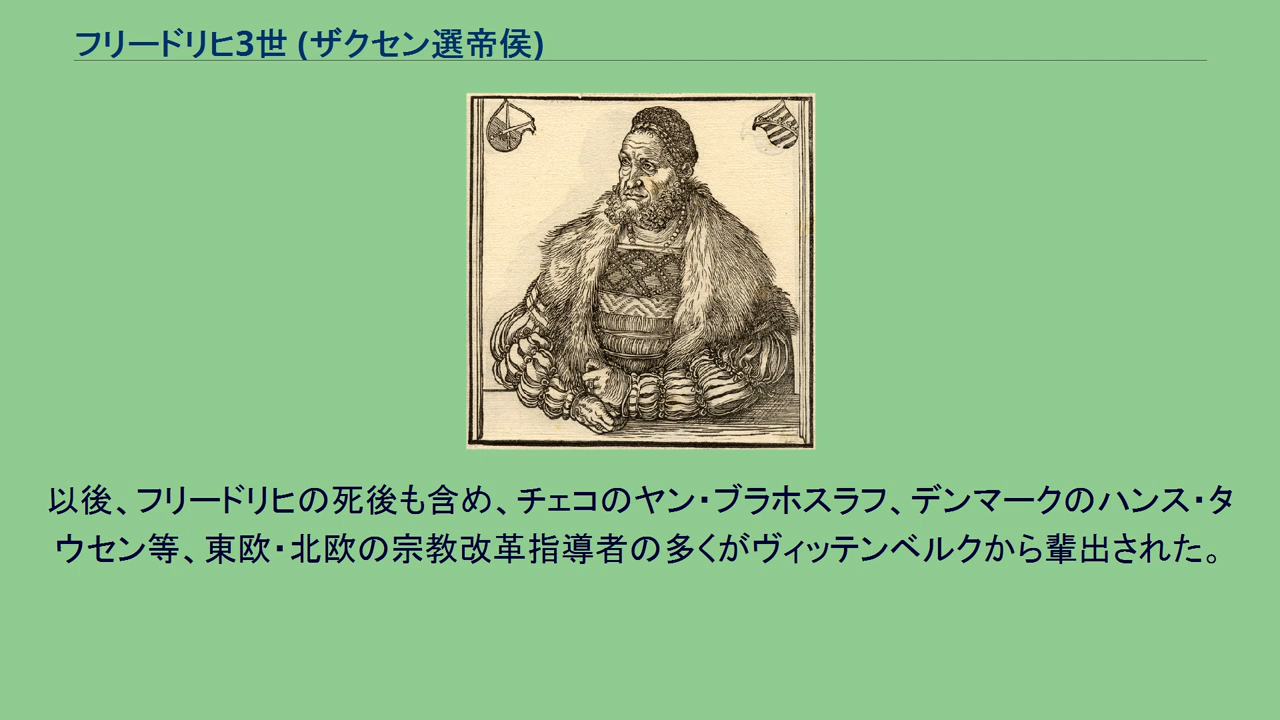 フリードリヒ3世 (ザクセン選帝侯)
以後、フリードリヒの死後も含め、チェコのヤン・ブラホスラフ、デンマークのハンス・タ
ウセン等、東欧・北欧の宗教改革指導者の多くがヴィッテンベルクから輩出された。